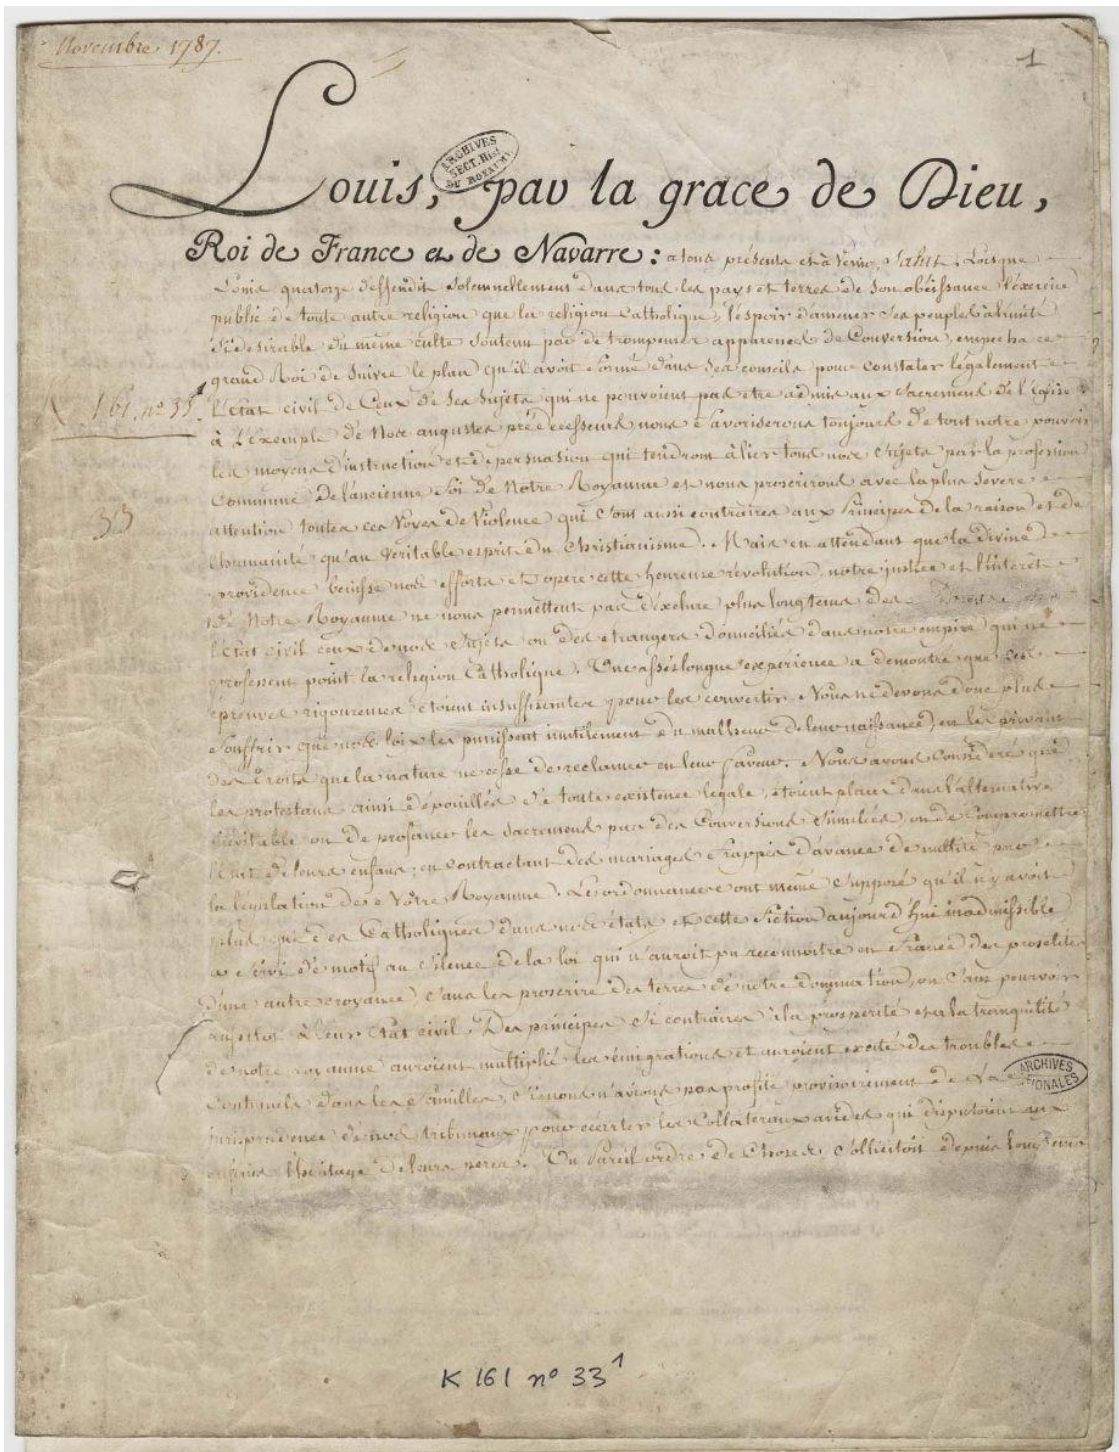 Novembre 1787.
1
ARCHIVES
SECT. HIST.
DU ROYAUME
Louis, par la grace de Dieu,
Roi de France et de Navarre : a tous présents et à venir, Salut. Lorsque
Louis quatorze deffendit solemnellement dans tous les pays et terres de son obéissance l'éxercice
public de toute autre religion que la religion Catholique, l'espoir d'amener ses peuples à l'unité
si desirable du même culte soutenu par de trompeuses apparences de Conversion, empecha ce
grand Roi de suivre le plan qu'il avoit formé dans ses conseils pour constater légalement
K 161. n° 33.1
l'état civil de Ceux de ses sujets qui ne pouvoient pas etre admis aux Sacremens de l'Eglise :
à l'exemple de Nos augustes prédécesseurs nous favoriserons toujours de tout notre pouvoir
les moyens d'instruction et de persuasion qui tendront à lier tous nos sujets par la profession
Commune de l'ancienne foi de Notre Royaume et nous proscrirons avec la plus severe
33
attention toutes ces Voyes de Violence qui sont aussi contraires aux Principes de la raison et de
l'humanité qu'au Véritable esprit du Christianisme. Mais en attendant que la divine
providence benisse nos efforts et opere cette heureuse révolution, notre justice et l'intérêt
de Notre Royaume ne nous permettent pas d'éxclure plus longtems des
l'état civil ceux de nos sujets ou des etrangers domiciliés dans notre empire qui ne
professent point la religion Catholique. Une assés longue expérience a démontré que ces
épreuves rigoureuses étoient insuffisantes pour les convertir. Nous ne devons donc plus
souffrir que nos loix les punissent inutilement du malheur de leur naissance, en les privant
des droits que la nature ne cesse de reclamer en leur faveur. Nous avons Considéré que
les protestans ainsi dépouillés de toute existence legale, étoient placés dans l'alternative
inévitable ou de profaner les Sacremens par des Conversions simulées, ou de compromettre
l'état de leurs enfans, en contractant des mariages frappés d'avance de nullité par
la législation de Notre Royaume. Les ordonnances ont même supposé qu'il n'y avoit
plus que des Catholiques dans nos états et cette fiction aujourd'hui inadmissible
a servi de motif au silence de la loi qui n'auroit pu reconnoitre en France des proselites
d'une autre croyance, sans les proscrire des terres de notre domination, ou sans pourvoir
aussitot à leur état civil. Des principes si contraires à la prospérité et à la tranquilité
de notre royaume auroient multiplié les émigrations et auroient excité des troubles
Continuels dans les familles, si nous n'avions pas profité provisoirement de la
jurisprudence de nos tribunaux pour écarter les Collatéraux avides qui disputoient aux
enfans l'héritage de leurs peres. Un Pareil ordre de Choses sollicitoit depuis longtems
ARCHIVES
NATIONALES
K 161 n° 33 1